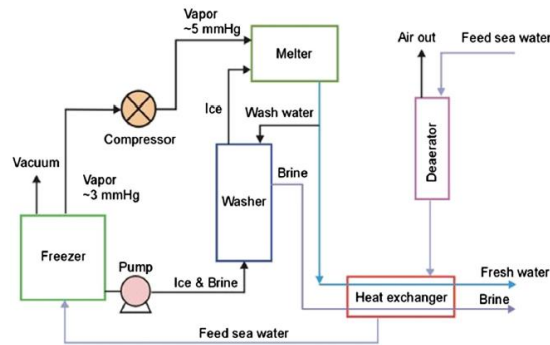 Vapor
~5 mmHg
Melter
Air out
Feed sea water
Ice
Wash water
Compressor
Deaerator
Vacuum
Vapor
~3 mmHg
Brine
Washer
Freezer
Pump
Ice & Brine
Fresh water
Heat exchanger
Brine
Feed sea water